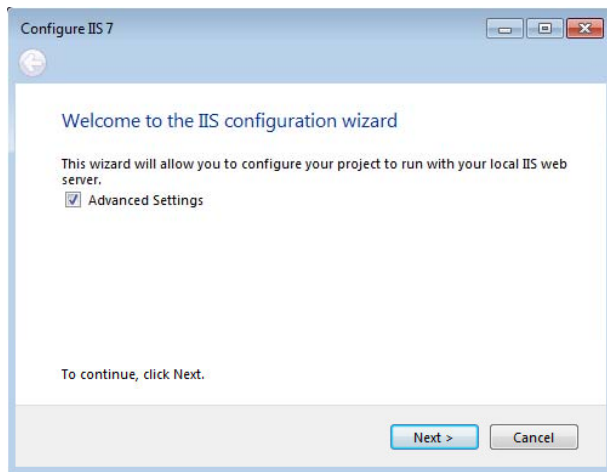 Configure IIS 7
Welcome to the IIS configuration wizard
This wizard will allow you to configure your project to run with your local IIS web
server.
Advanced Settings
To continue, click Next.
Next >
Cancel